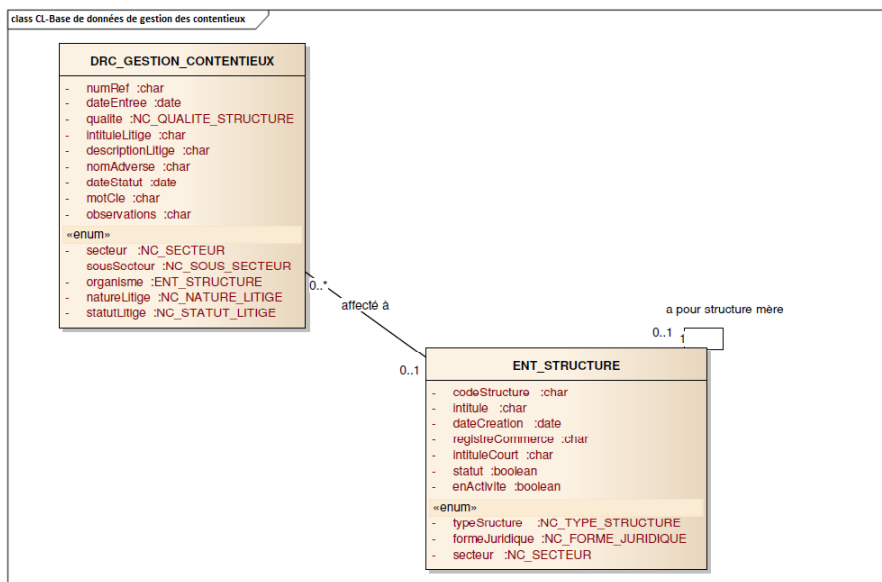 class CL-Base de données de gestion des contentieux
DRC_GESTION_CONTENTIEUX
- numRef :char
- dateEntree :date
- qualite :NC_QUALITE_STRUCTURE
- intituleLitige :char
- descriptionLitige :char
- nomAdverse :char
- dateStatut :date
- motCle :char
- observations :char
«enum»
- secteur :NC_SECTEUR
sousSecteur :NC_SOUS_SECTEUR
- organisme :ENT_STRUCTURE
- natureLitige :NC_NATURE_LITIGE
- statutLitige :NC_STATUT_LITIGE
0..*
affecté à
0..1
a pour structure mère
0..1
1
ENT_STRUCTURE
- codeStructure :char
- intitule :char
- dateCreation :date
- registreCommerce :char
- intituleCourt :char
- statut :boolean
- enActivite :boolean
«enum»
- typeSructure :NC_TYPE_STRUCTURE
- formeJuridique :NC_FORME_JURIDIQUE
- secteur :NC_SECTEUR